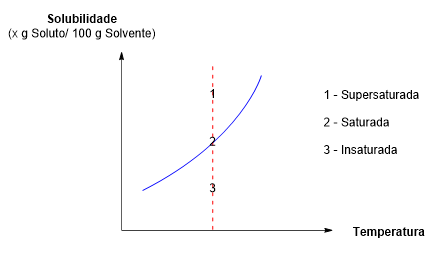 Solubilidade
(x g Soluto/ 100 g Solvente)
1
1 - Supersaturada
2 - Saturada
2
3 - Insaturada
3
Temperatura